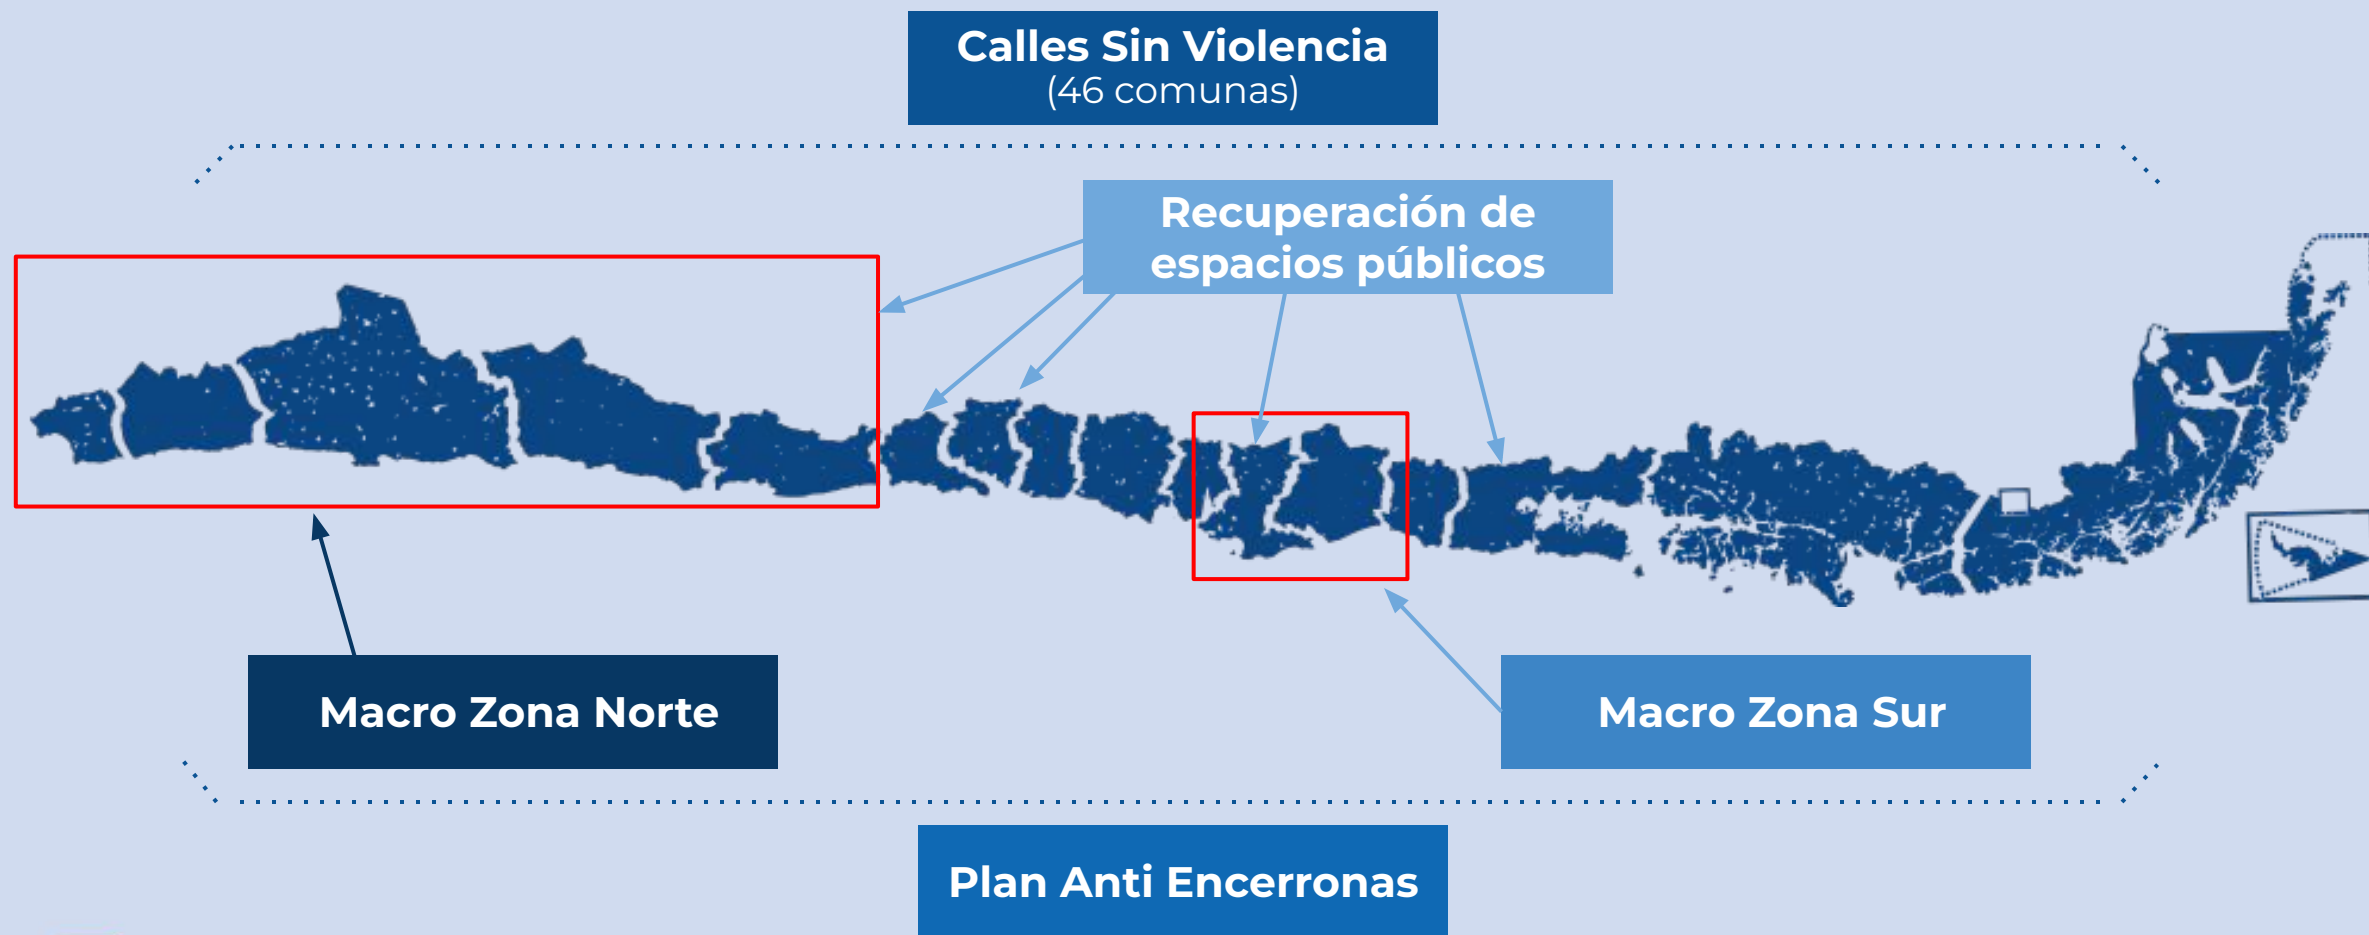 Calles Sin Violencia
(46 comunas)
Recuperación de
espacios públicos
Macro Zona Norte
Macro Zona Sur
Plan Anti Encerronas